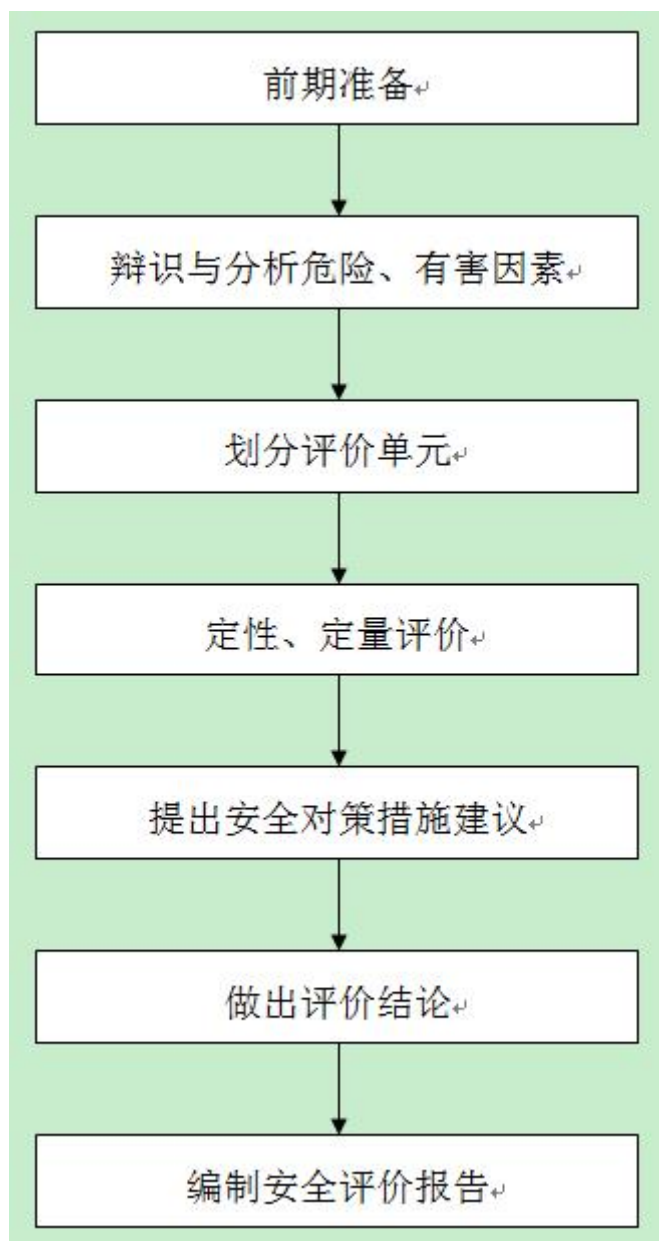 前期准备
辩识与分析危险、有害因素
划分评价单元
定性、定量评价
提出安全对策措施建议
做出评价结论
编制安全评价报告